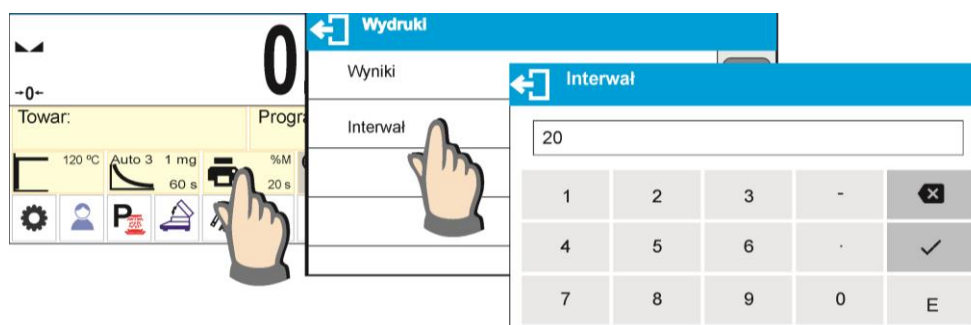 0
→0←
Towar:
Progra
120 °C
Auto 3 1 mg
60 s
%M
20 s
P
Wydruki
Wyniki
Interwał
Interwał
20
1 2 3 -
4 5 6 .
7 8 9 0 E